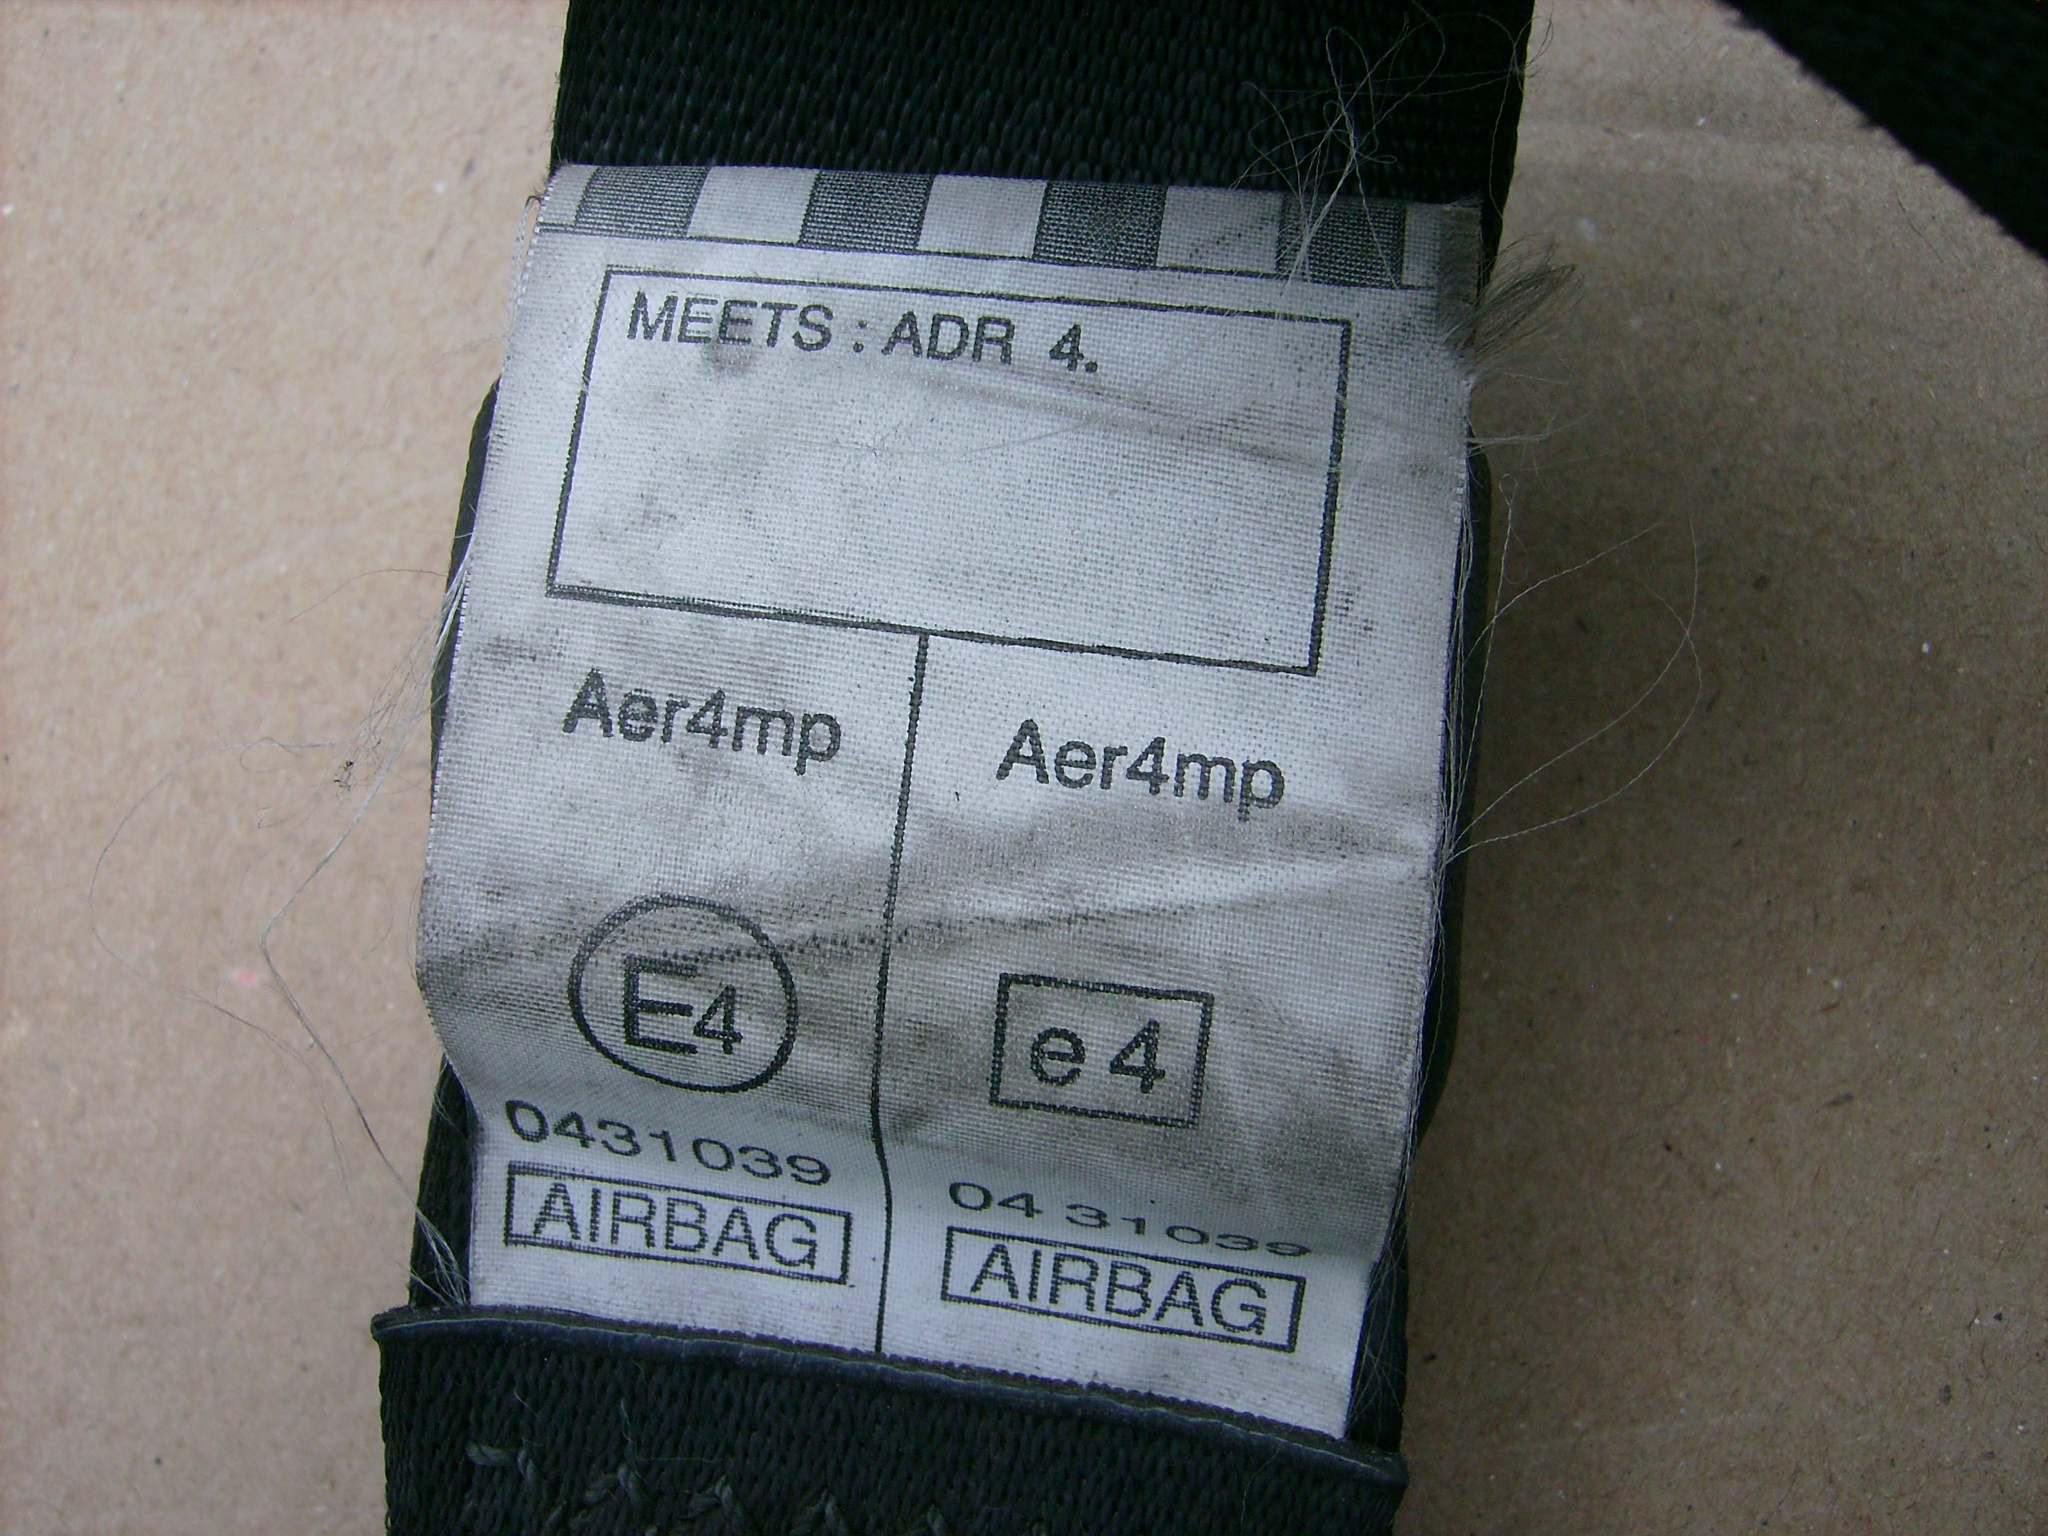 MEETS : ADR 4.
Aer4mp
E4
0431039
AIRBAG
Aer4mp
e4
04 31039
AIRBAG